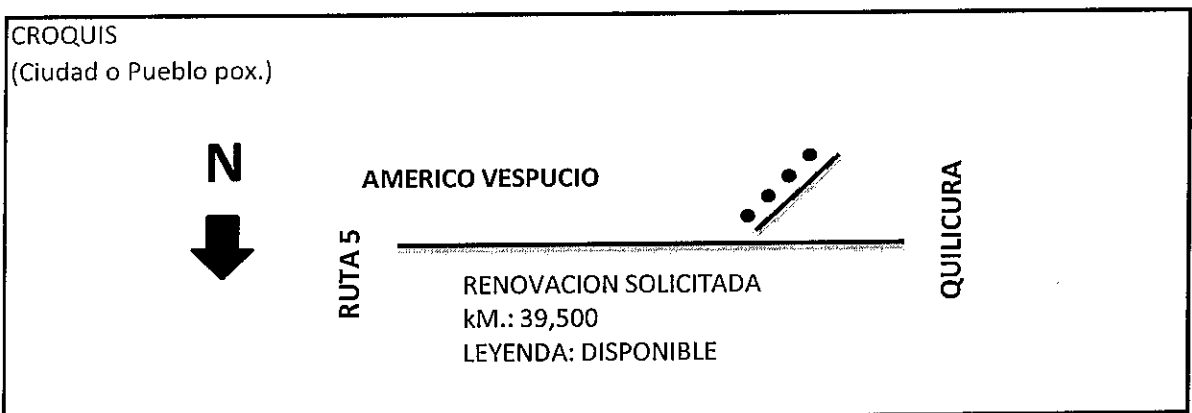 CROQUIS
(Ciudad o Pueblo pox.)
N
AMERICO VESPUCIO
RUTA 5
QUILICURA
RENOVACION SOLICITADA
kM.: 39,500
LEYENDA: DISPONIBLE